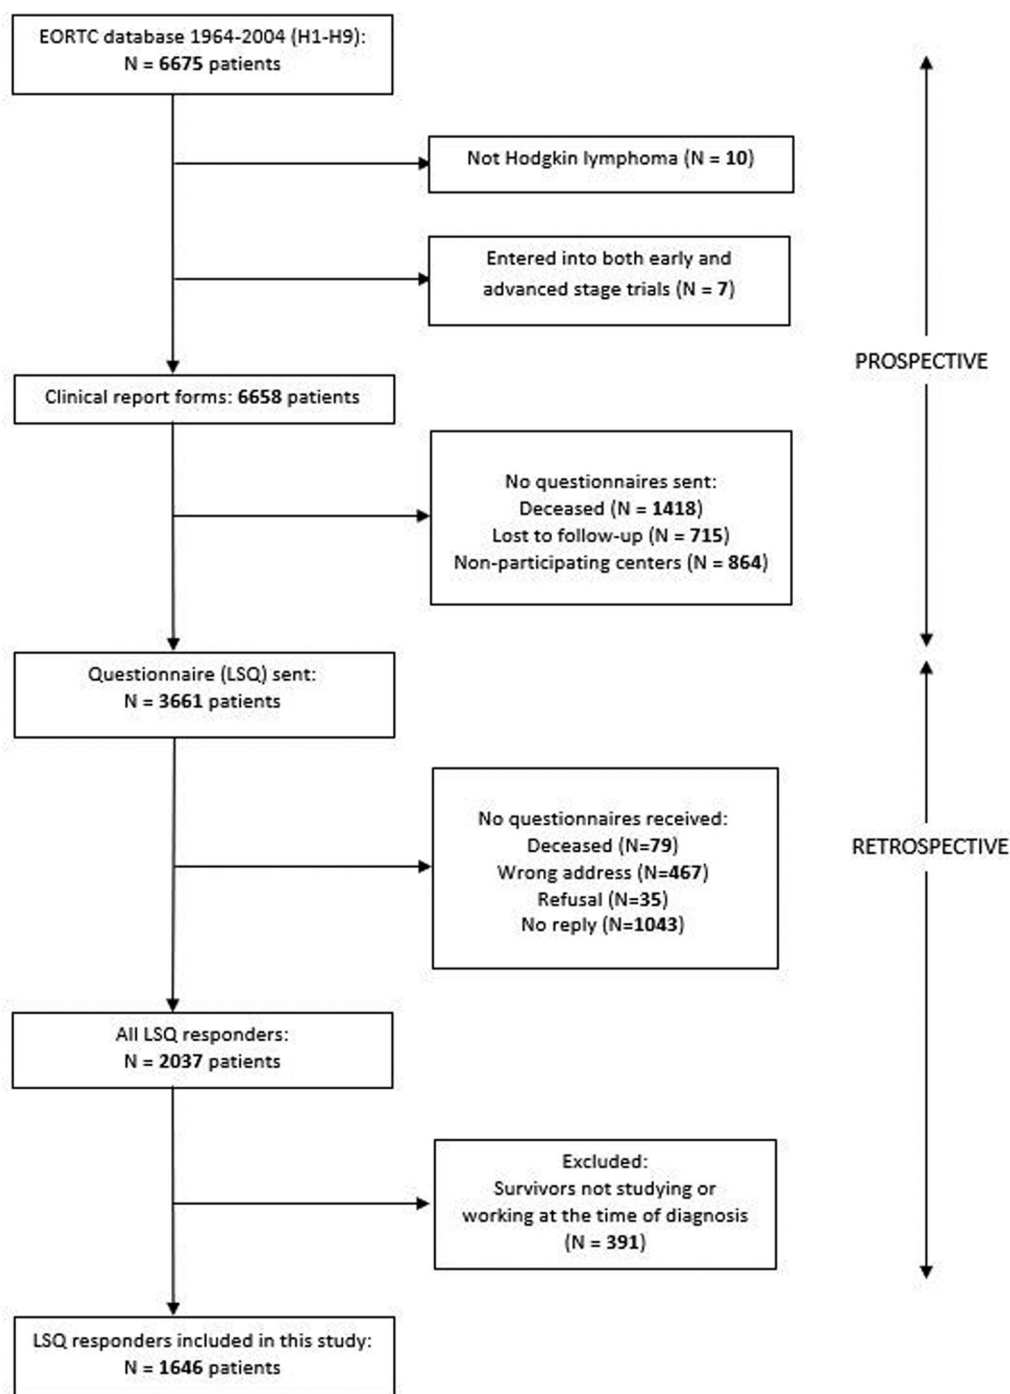 EORTC database 1964-2004 (H1-H9):
N = 6675 patients
Not Hodgkin lymphoma (N = 10)
Entered into both early and
advanced stage trials (N = 7)
PROSPECTIVE
Clinical report forms: 6658 patients
No questionnaires sent:
Deceased (N = 1418)
Lost to follow-up (N = 715)
Non-participating centers (N = 864)
Questionnaire (LSQ) sent:
N = 3661 patients
No questionnaires received:
Deceased (N=79)
Wrong address (N=467)
Refusal (N=35)
No reply (N=1043)
RETROSPECTIVE
All LSQ responders:
N = 2037 patients
Excluded:
Survivors not studying or
working at the time of diagnosis
(N = 391)
LSQ responders included in this study:
N = 1646 patients